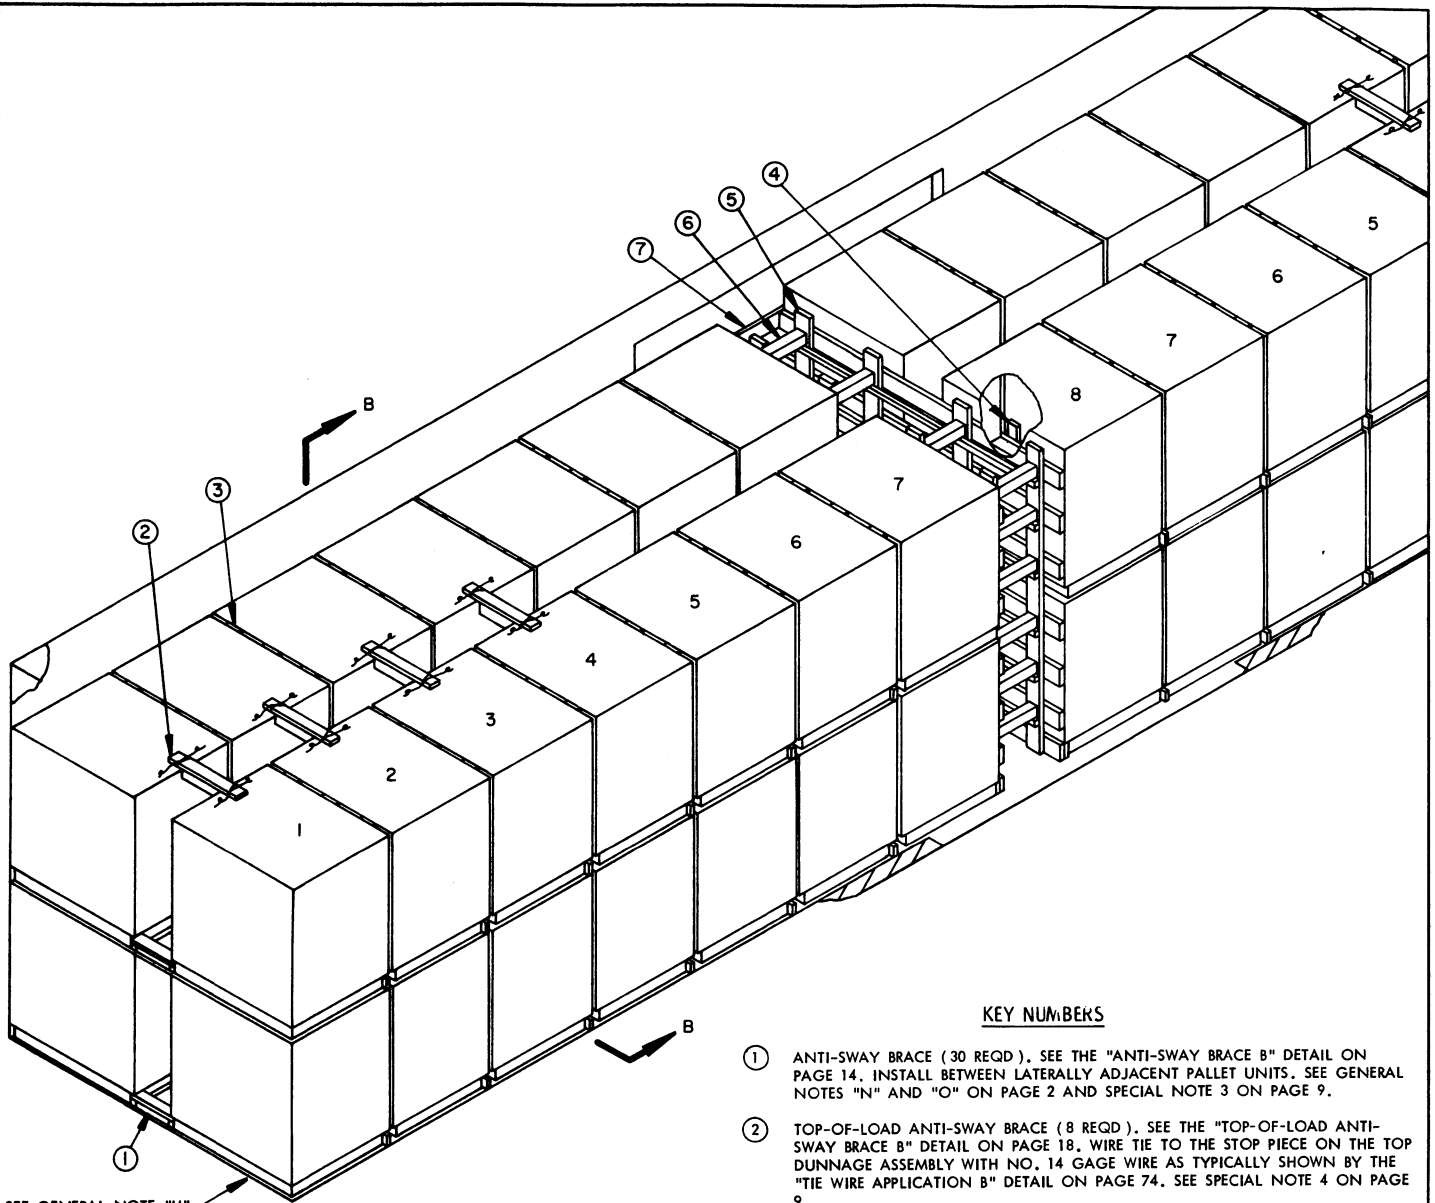 4
5
6
7
5
6
7
8
B
3
2
7
6
5
4
3
2
1
B
1
SEE GENERAL NOTE
KEY NUMBERS
1 ANTI-SWAY BRACE (30 REQD). SEE THE "ANTI-SWAY BRACE B" DETAIL ON
PAGE 14. INSTALL BETWEEN LATERALLY ADJACENT PALLET UNITS. SEE GENERAL
NOTES "N" AND "O" ON PAGE 2 AND SPECIAL NOTE 3 ON PAGE 9.
2 TOP-OF-LOAD ANTI-SWAY BRACE (8 REQD). SEE THE "TOP-OF-LOAD ANTI-
SWAY BRACE B" DETAIL ON PAGE 18. WIRE TIE TO THE STOP PIECE ON THE TOP
DUNNAGE ASSEMBLY WITH NO. 14 GAGE WIRE AS TYPICALLY SHOWN BY THE
"TIE WIRE APPLICATION B" DETAIL ON PAGE 74. SEE SPECIAL NOTE 4 ON PAGE
9